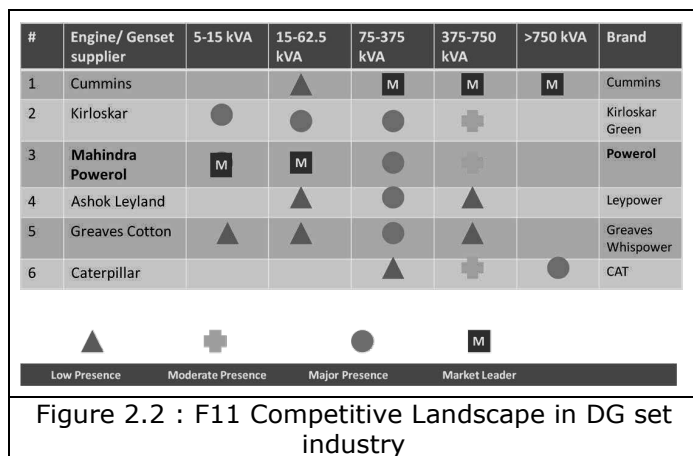 # Engine/ Genset supplier 5-15 kVA 15-62.5 kVA 75-375 kVA 375-750 kVA >750 kVA Brand
1 Cummins M M M Cummins
2 Kirloskar Kirloskar Green
3 Mahindra Powerol M M Powerol
4 Ashok Leyland Leypower
5 Greaves Cotton Greaves Whispower
6 Caterpillar CAT
M
Low Presence Moderate Presence Major Presence Market Leader
Figure 2.2 : F11 Competitive Landscape in DG set
industry